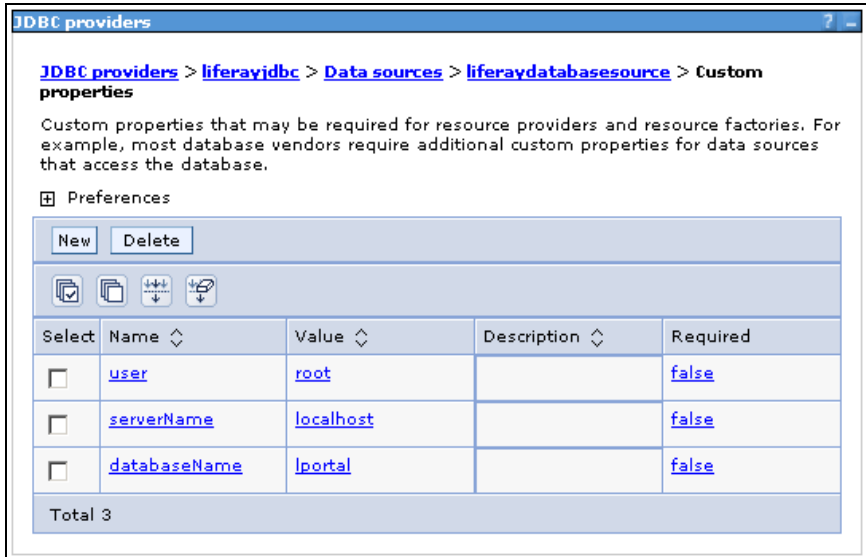 JDBC providers ? –
JDBC providers > liferayjdbc > Data sources > liferaydatabasesource > Custom
properties
Custom properties that may be required for resource providers and resource factories. For
example, most database vendors require additional custom properties for data sources
that access the database.
Preferences
New Delete
Select Name Value Description Required
user root false
serverName localhost false
databaseName lportal false
Total 3